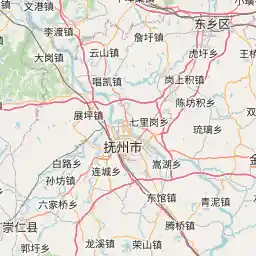 文港镇
李渡镇
詹圩镇
东乡区
云山镇
虎圩乡
王桥
大岗镇
唱凯镇
岗上积镇
陈坊积乡
展坪镇
七里岗乡
琉璃乡
抚州市
白路乡
嵩湖乡
金
连城乡
孙坊镇
东馆镇
青泥镇
六家桥乡
崇仁县
腾桥镇
郭圩乡
龙溪镇
荣山镇